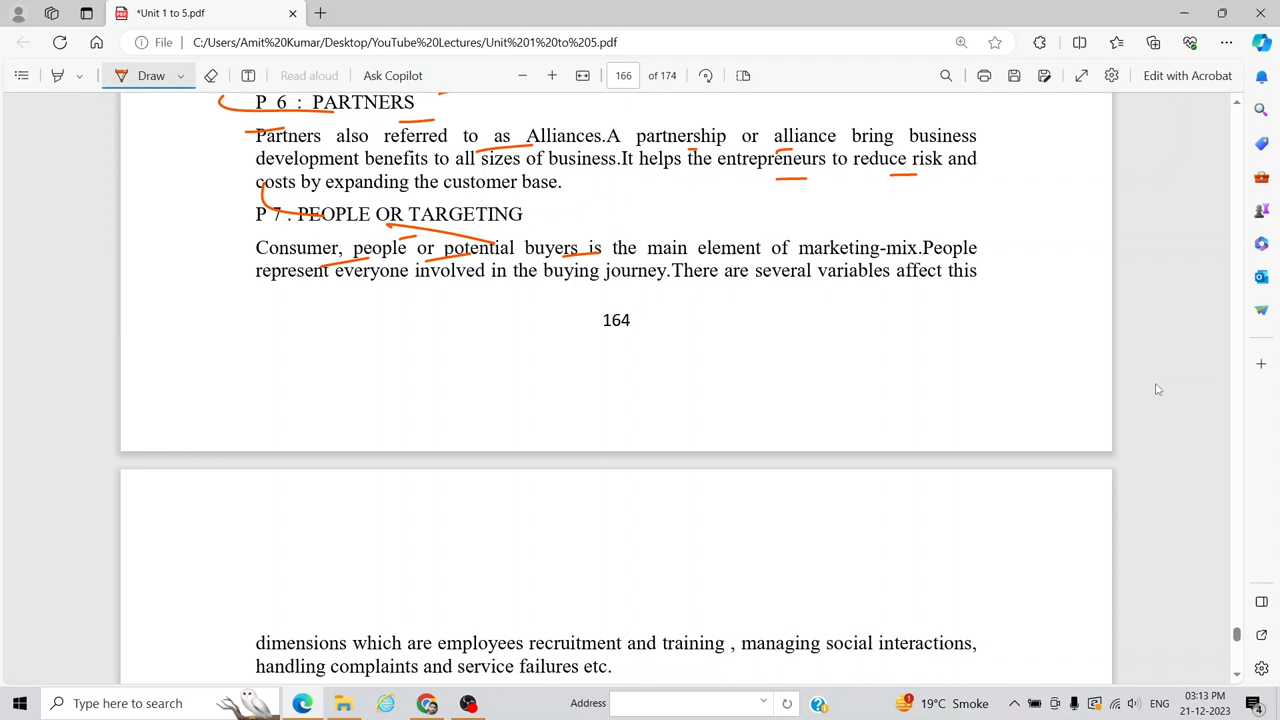 *Unit 1 to 5.pdf
File
C:/Users/Amit%20Kumar/Desktop/YouTube%20Lectures/Unit%201%20to%205.pdf
Draw
Read aloud
Ask Copilot
166
of 174
Edit with Acrobat
P 6 : PARTNERS
Partners also referred to as Alliances.A partnership or alliance bring business
development benefits to all sizes of business.It helps the entrepreneurs to reduce risk and
costs by expanding the customer base.
P 7 : PEOPLE OR TARGETING
Consumer, people or potential buyers is the main element of marketing-mix.People
represent everyone involved in the buying journey.There are several variables affect this
164
dimensions which are employees recruitment and training , managing social interactions,
handling complaints and service failures etc.
Type here to search
Address
1
19°C Smoke
ENG
03:13 PM
21-12-2023
4